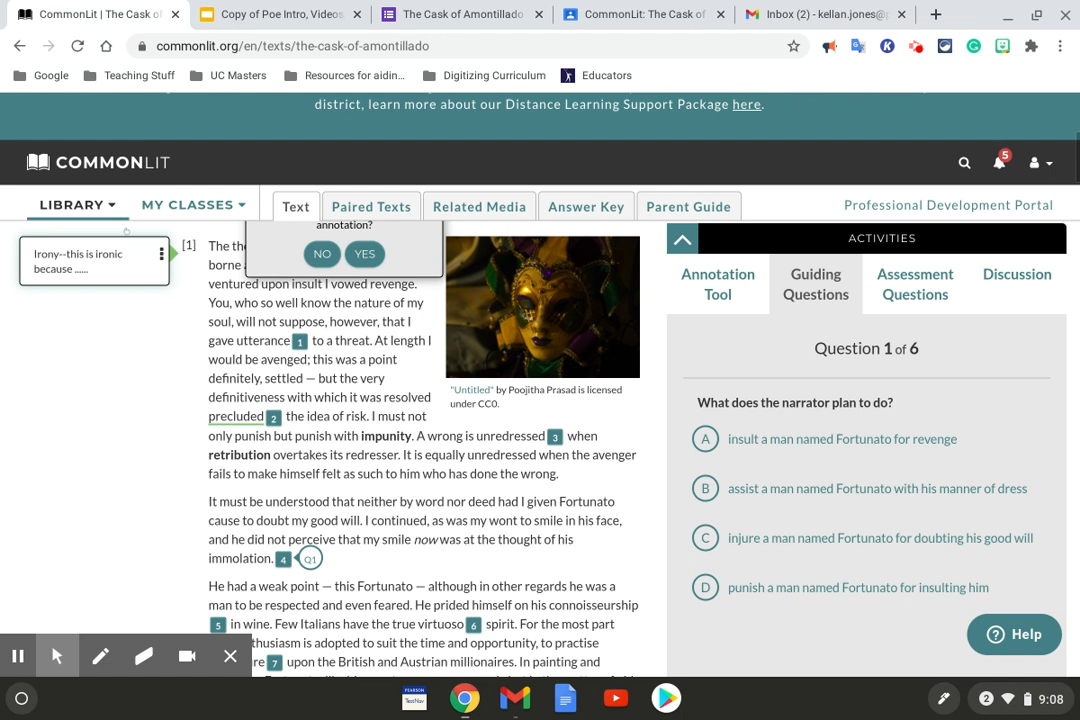 CommonLit | The Cask of
Copy of Poe Intro, Videos,
The Cask of Amontillado
CommonLit: The Cask of
Inbox (2) - kellan.jones@p
commonlit.org/en/texts/the-cask-of-amontillado
Google
Teaching Stuff
UC Masters
Resources for aidin...
Digitizing Curriculum
Educators
district, learn more about our Distance Learning Support Package here.
COMMONLIT
5
LIBRARY
MY CLASSES
Text
Paired Texts
Related Media
Answer Key
Parent Guide
Professional Development Portal
annotation?
NO YES
Irony--this is ironic
because ......
[1] The th
borne
ventured upon insult I vowed revenge.
You, who so well know the nature of my
soul, will not suppose, however, that I
gave utterance 1 to a threat. At length I
would be avenged; this was a point
definitely, settled — but the very
definitiveness with which it was resolved
precluded 2 the idea of risk. I must not
only punish but punish with impunity. A wrong is unredressed 3 when
retribution overtakes its redresser. It is equally unredressed when the avenger
fails to make himself felt as such to him who has done the wrong.
"Untitled" by Poojitha Prasad is licensed
under CC0.
It must be understood that neither by word nor deed had I given Fortunato
cause to doubt my good will. I continued, as was my wont to smile in his face,
and he did not perceive that my smile now was at the thought of his
immolation. 4 Q1
He had a weak point — this Fortunato — although in other regards he was a
man to be respected and even feared. He prided himself on his connoisseurship
5 in wine. Few Italians have the true virtuoso 6 spirit. For the most part
thusiasm is adopted to suit the time and opportunity, to practise
re 7 upon the British and Austrian millionaires. In painting and
ACTIVITIES
Annotation
Tool
Guiding
Questions
Assessment
Questions
Discussion
Question 1 of 6
What does the narrator plan to do?
A insult a man named Fortunato for revenge
B assist a man named Fortunato with his manner of dress
C injure a man named Fortunato for doubting his good will
D punish a man named Fortunato for insulting him
Help
PEARSON
TestNav
2
9:08